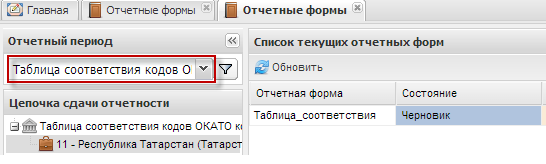 Главная
Отчетные формы
Отчетные формы
Отчетный период
Таблица соответствия кодов О
Цепочка сдачи отчетности
Таблица соответствия кодов ОКАТО ко
11 - Республика Татарстан (Татарст
Список текущих отчетных форм
Обновить
Отчетная форма Состояние
Таблица_соответствия Черновик